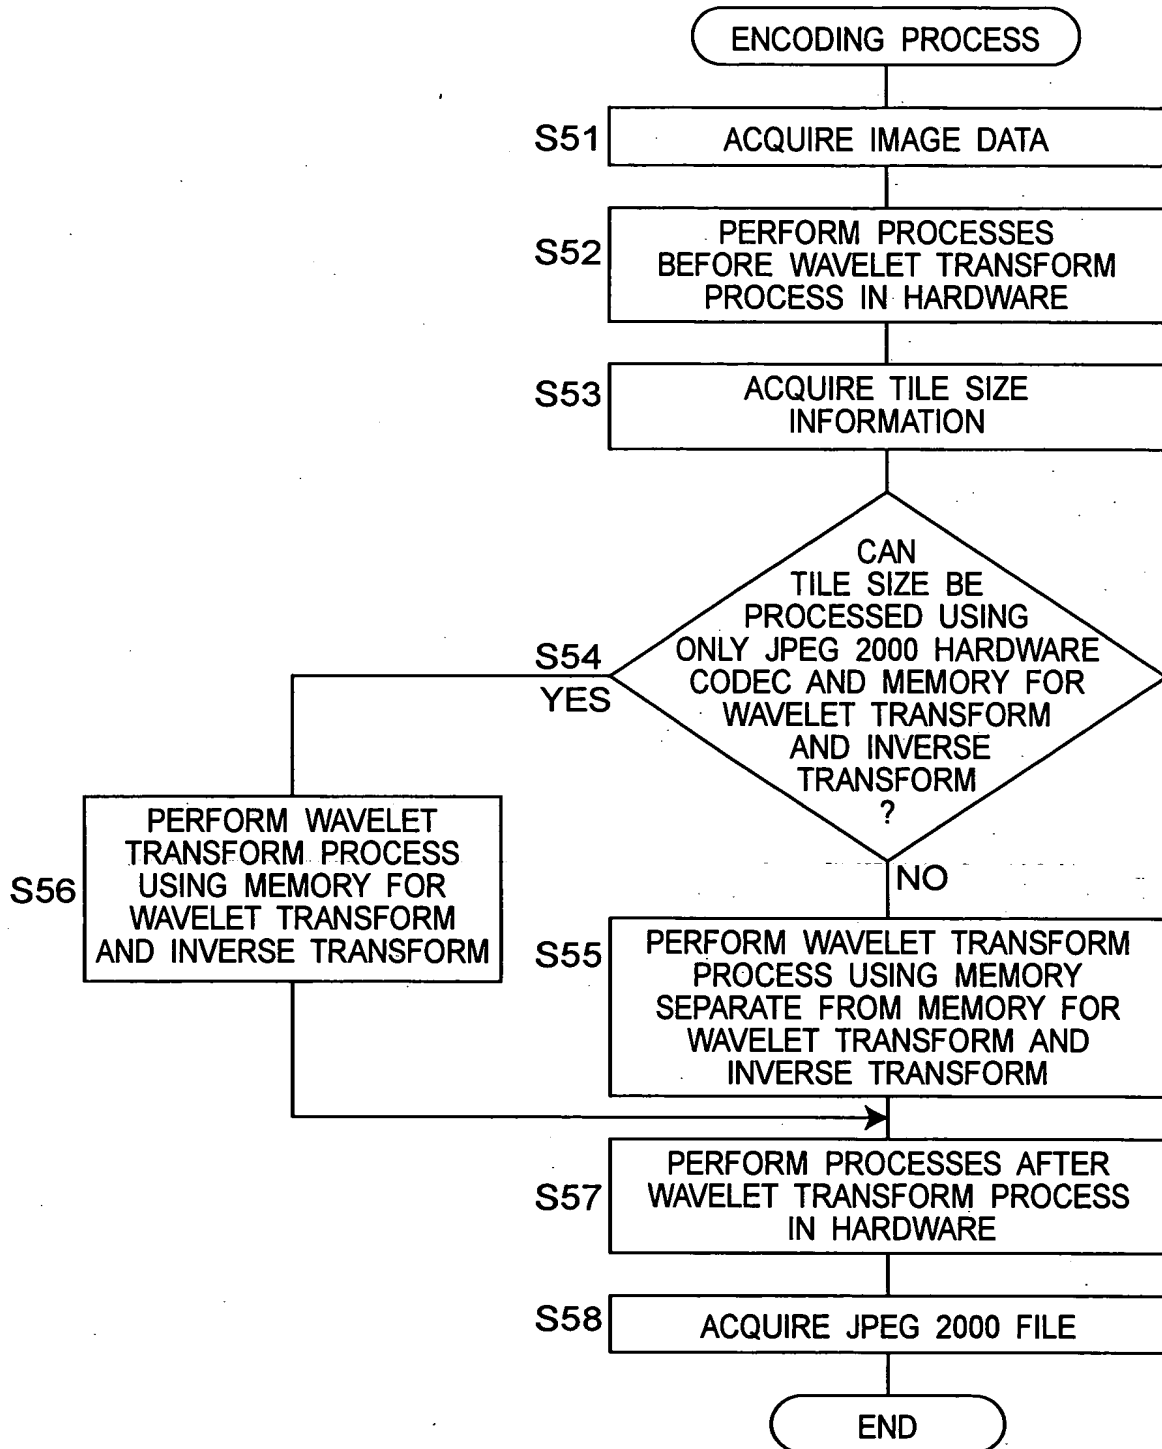 ENCODING PROCESS
S51
ACQUIRE IMAGE DATA
S52
PERFORM PROCESSES
BEFORE WAVELET TRANSFORM
PROCESS IN HARDWARE
S53
ACQUIRE TILE SIZE
INFORMATION
S54
CAN
TILE SIZE BE
PROCESSED USING
ONLY JPEG 2000 HARDWARE
CODEC AND MEMORY FOR
WAVELET TRANSFORM
AND INVERSE
TRANSFORM
?
YES
NO
S56
PERFORM WAVELET
TRANSFORM PROCESS
USING MEMORY FOR
WAVELET TRANSFORM
AND INVERSE TRANSFORM
S55
PERFORM WAVELET TRANSFORM
PROCESS USING MEMORY
SEPARATE FROM MEMORY FOR
WAVELET TRANSFORM AND
INVERSE TRANSFORM
S57
PERFORM PROCESSES AFTER
WAVELET TRANSFORM PROCESS
IN HARDWARE
S58
ACQUIRE JPEG 2000 FILE
END